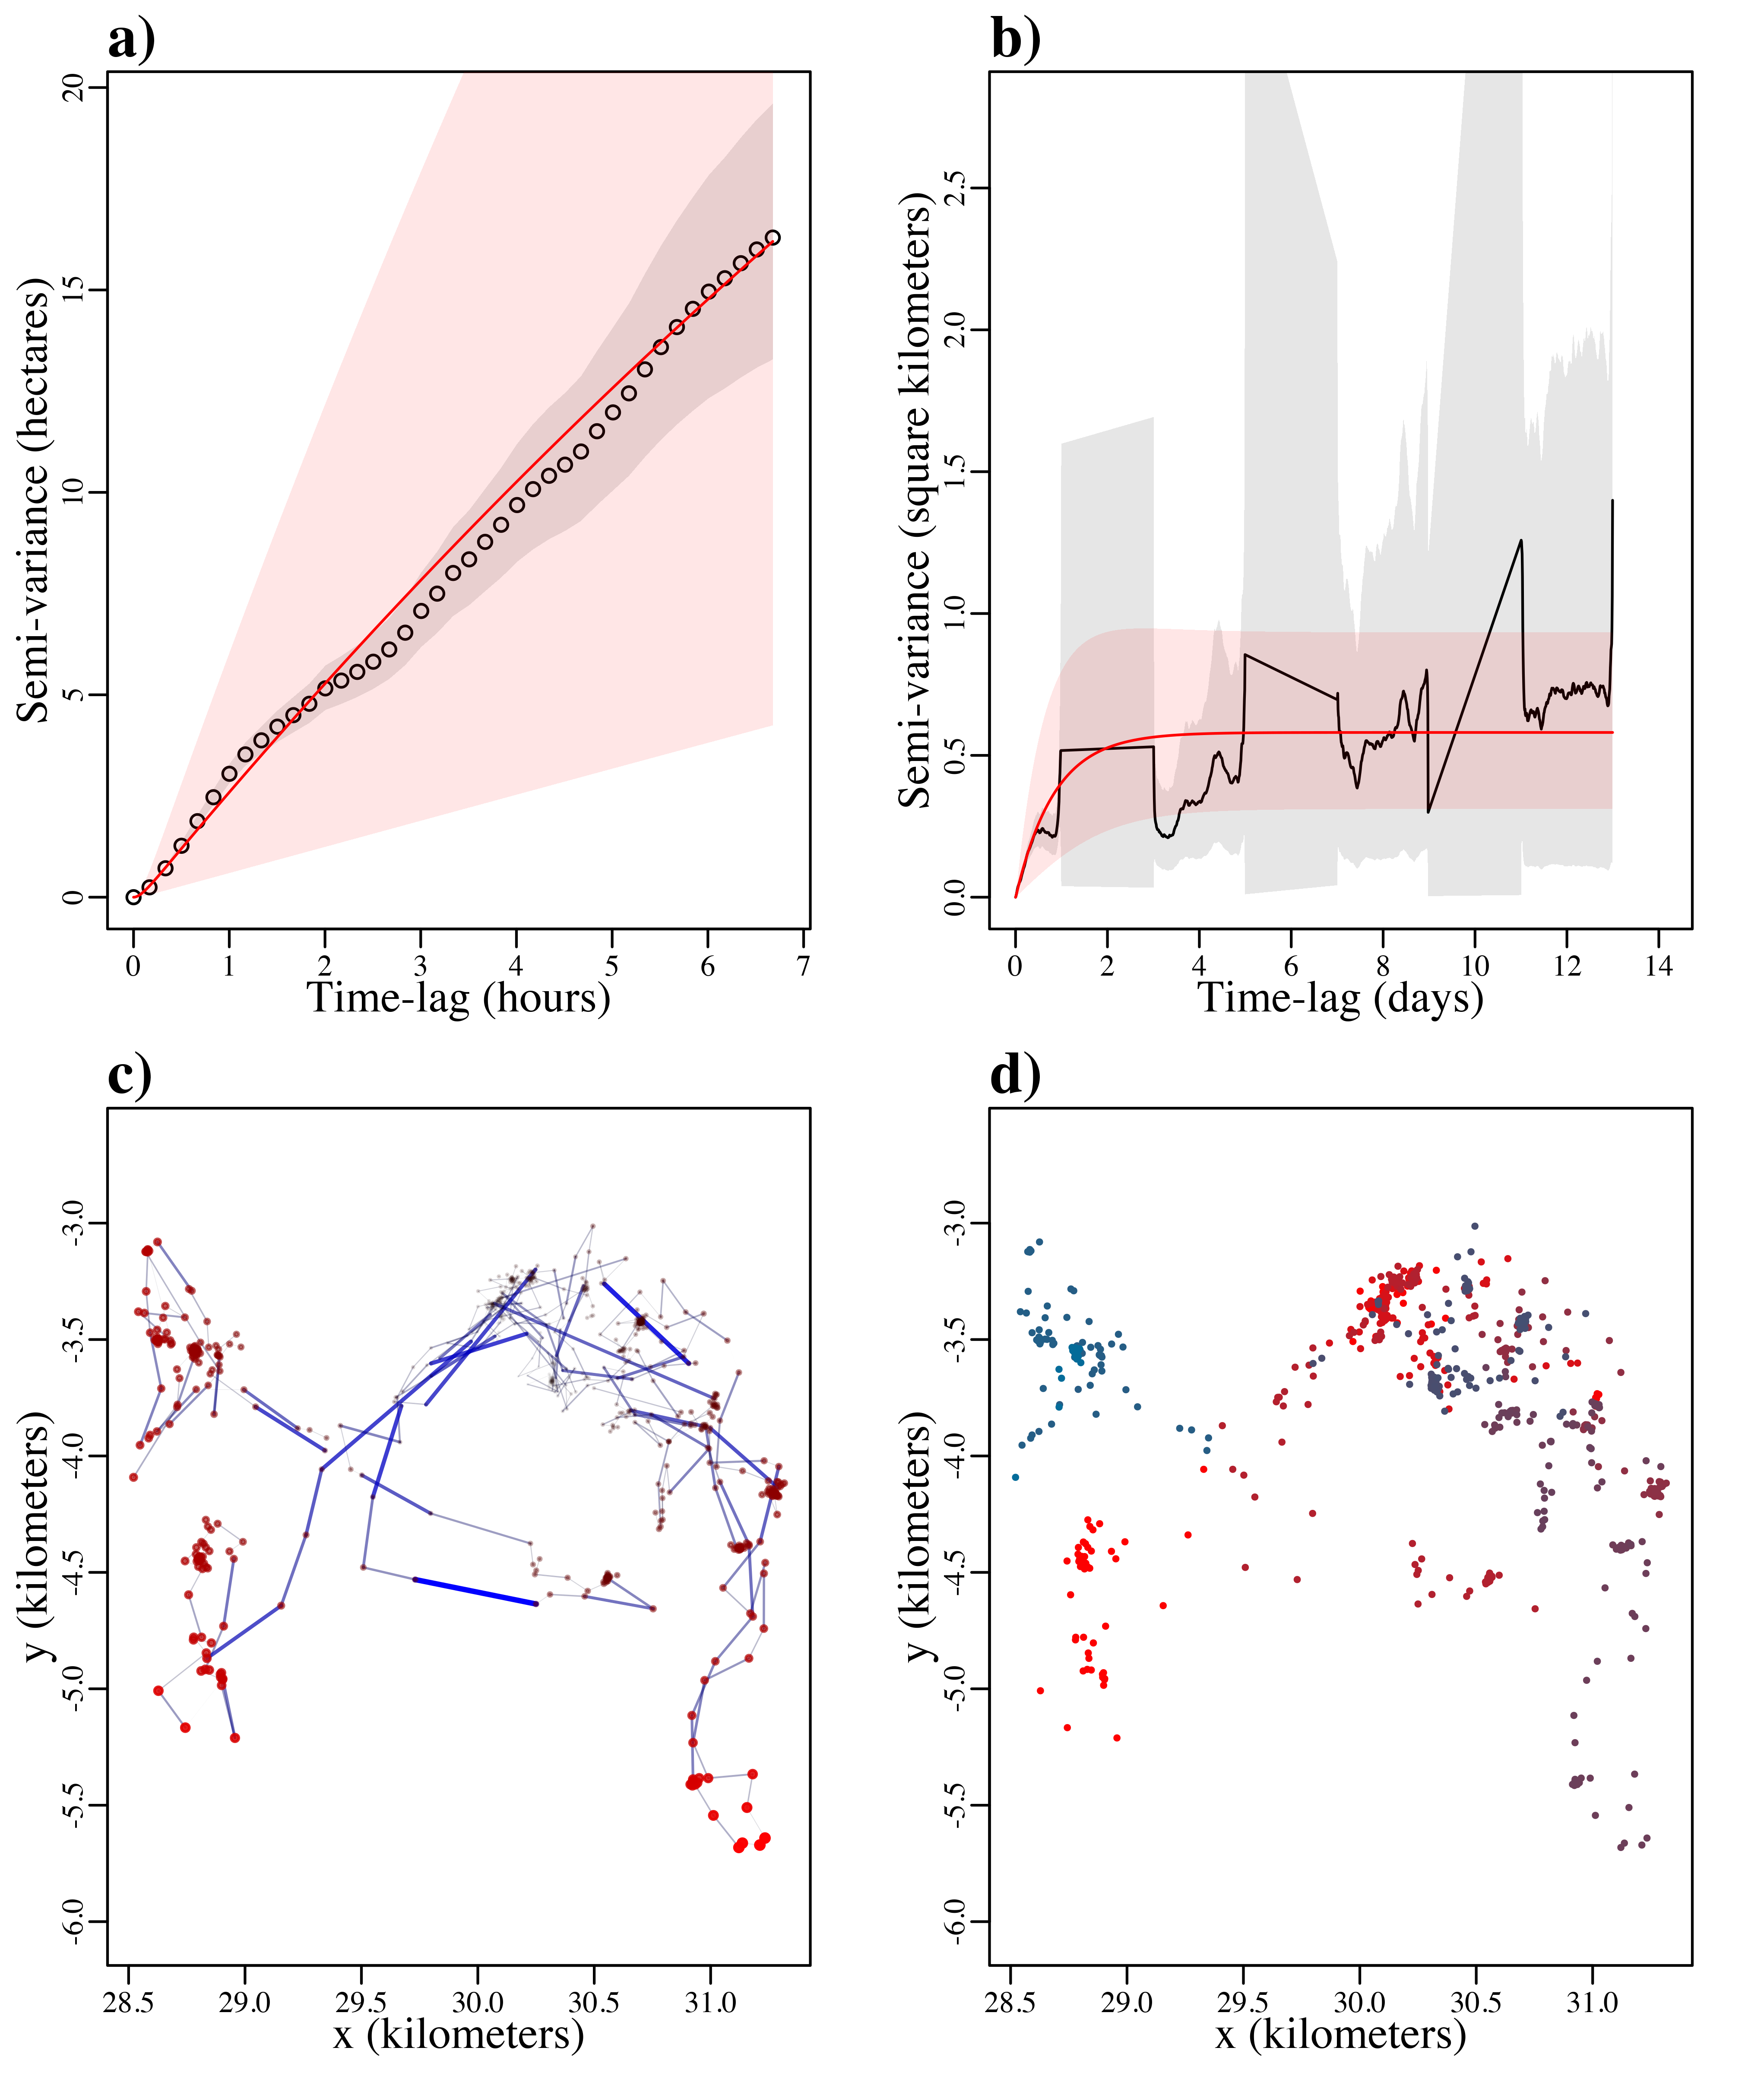 a)
Semi-variance (hectares)
20
15
10
5
0
0 1 2 3 4 5 6 7
Time-lag (hours)
b)
Semi-variance (square kilometers)
2.5
2.0
1.5
1.0
0.5
0.0
0 2 4 6 8 10 12 14
Time-lag (days)
c)
y (kilometers)
-3.0
-3.5
-4.0
-4.5
-5.0
-5.5
-6.0
28.5 29.0 29.5 30.0 30.5 31.0
x (kilometers)
d)
y (kilometers)
-3.0
-3.5
-4.0
-4.5
-5.0
-5.5
-6.0
28.5 29.0 29.5 30.0 30.5 31.0
x (kilometers)